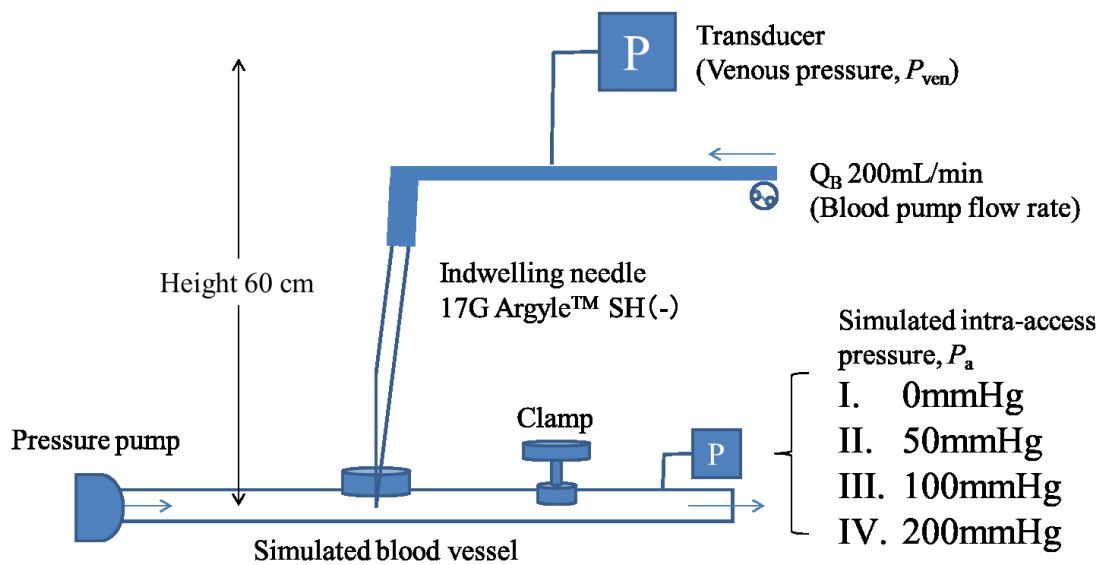 P
Transducer
(Venous pressure, Pven)
QB 200mL/min
(Blood pump flow rate)
Height 60 cm
Indwelling needle
17G Argyle™ SH(-)
Simulated intra-access
pressure, Pa
I. 0mmHg
II. 50mmHg
III. 100mmHg
IV. 200mmHg
Clamp
Pressure pump
P
Simulated blood vessel